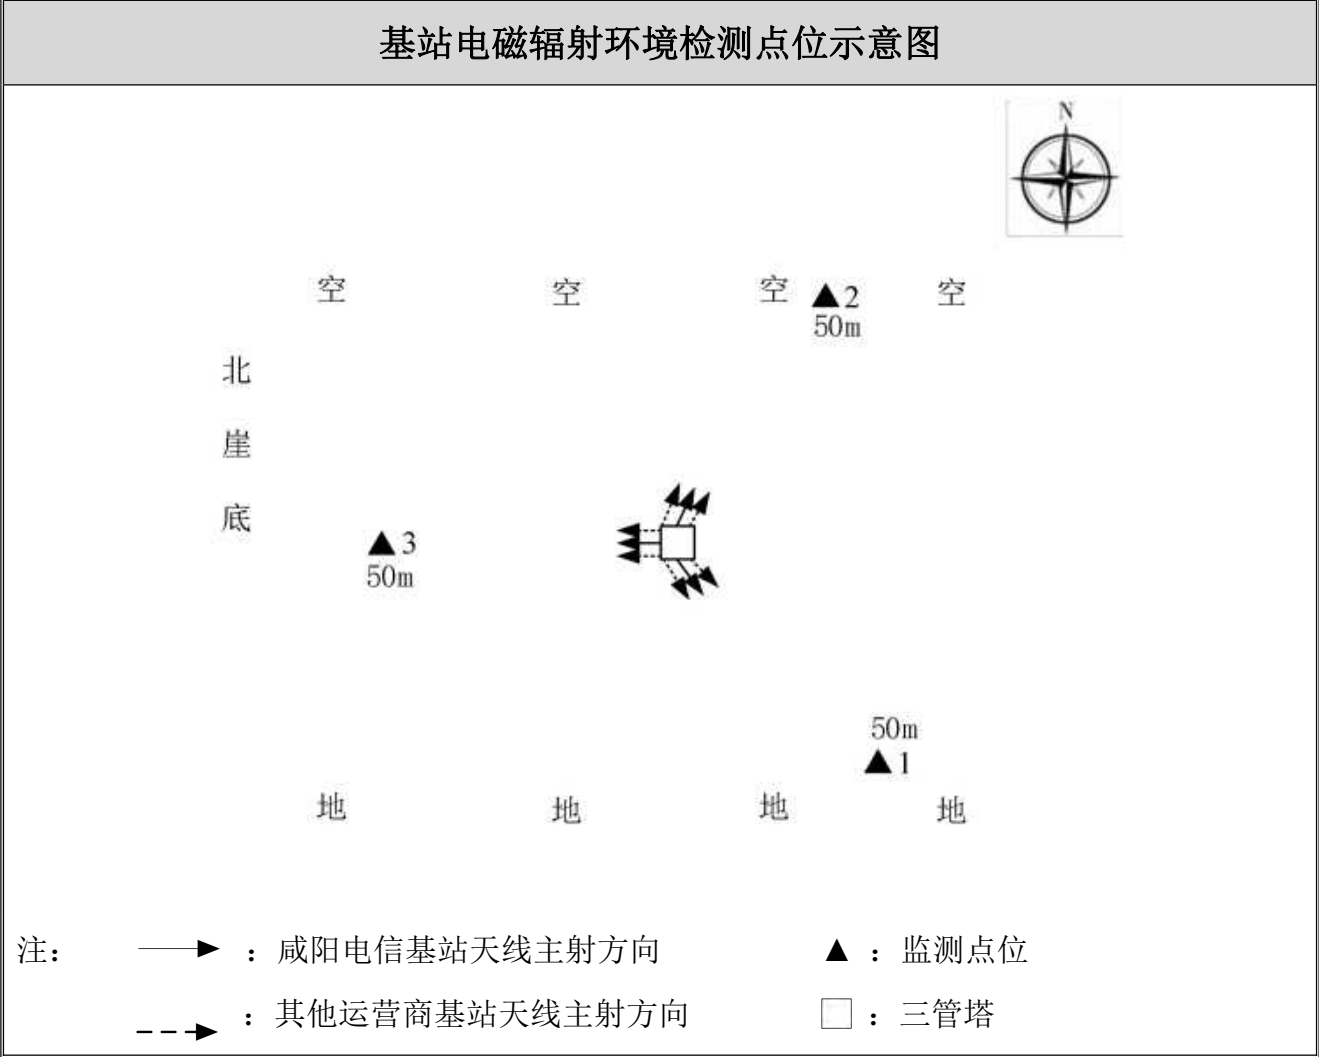 基站电磁辐射环境检测点位示意图
N
空 空 空 ▲2 空
50m
北
崖
底
▲3
50m
50m
▲1
地 地 地 地
注： ：咸阳电信基站天线主射方向 ▲：监测点位
：其他运营商基站天线主射方向 □：三管塔